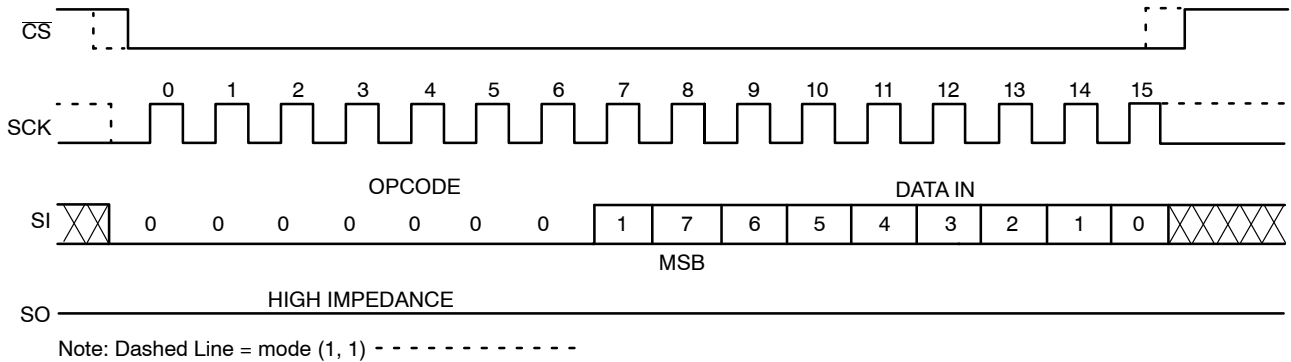 CS
0 1 2 3 4 5 6 7 8 9 10 11 12 13 14 15
SCK
OPCODE DATA IN
SI 0 0 0 0 0 0 0 1 7 6 5 4 3 2 1 0
MSB
HIGH IMPEDANCE
SO
Note: Dashed Line = mode (1, 1)